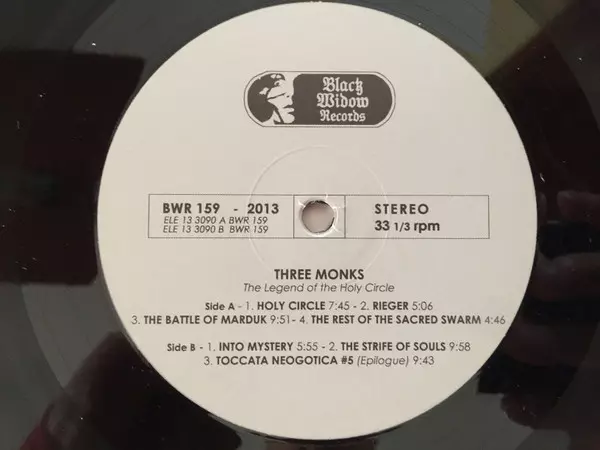 Black
Widow
Records
BWR 159 - 2013
ELE 13 3090 A BWR 159
ELE 13 3090 B BWR 159
STEREO
33 1/3 rpm
THREE MONKS
The Legend of the Holy Circle
Side A - 1. HOLY CIRCLE 7:45 - 2. RIEGER 5:06
3. THE BATTLE OF MARDUK 9:51- 4. THE REST OF THE SACRED SWARM 4:46
Side B - 1. INTO MYSTERY 5:55 - 2. THE STRIFE OF SOULS 9:58
3. TOCCATA NEOGOTICA #5 (Epilogue) 9:43